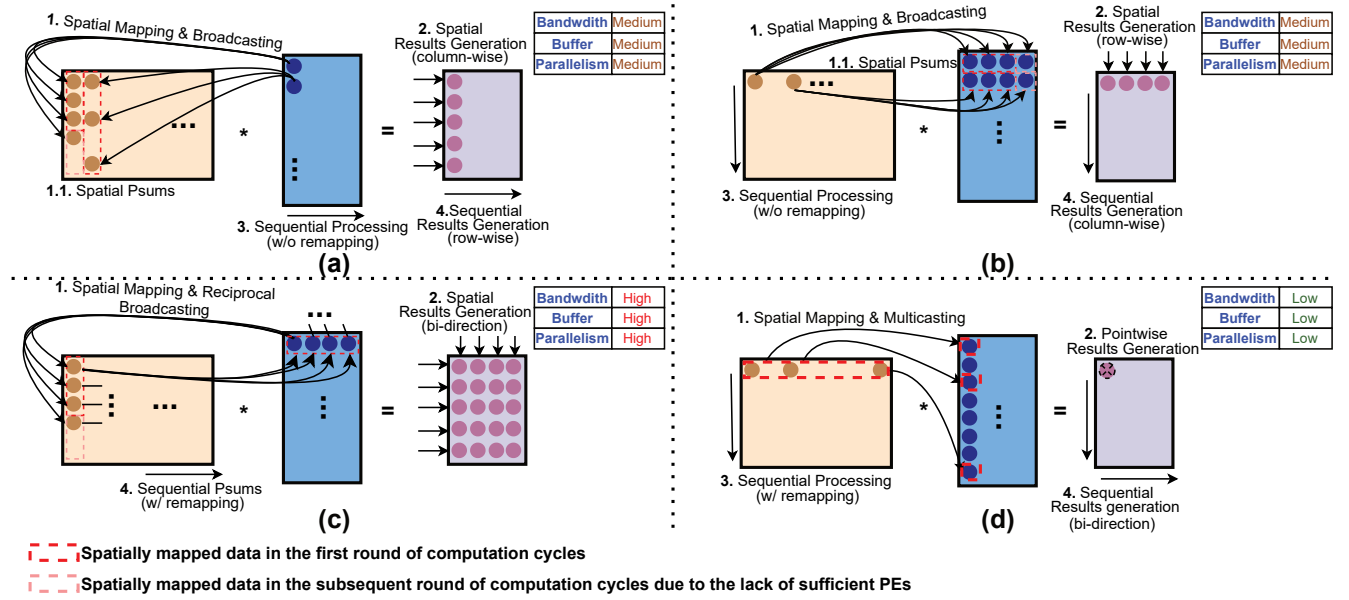 1. Spatial Mapping & Broadcasting
2. Spatial
Results Generation
(column-wise)
Bandwdith Medium
Buffer Medium
Parallelism Medium
...
*
=
...
1.1. Spatial Psums
3. Sequential Processing
(w/o remapping)
4.Sequential
Results Generation
(row-wise)
(a)
1. Spatial Mapping & Broadcasting
2. Spatial
Results Generation
(row-wise)
Bandwdith Medium
Buffer Medium
Parallelism Medium
1.1. Spatial Psums
...
*
=
...
3. Sequential Processing
(w/o remapping)
4. Sequential
Results Generation
(column-wise)
(b)
1. Spatial Mapping & Reciprocal
Broadcasting
...
2. Spatial
Results Generation
(bi-direction)
Bandwdith High
Buffer High
Parallelism High
...
...
*
=
...
4. Sequential Psums
(w/ remapping)
(c)
1. Spatial Mapping & Multicasting
2. Pointwise
Results Generation
Bandwdith Low
Buffer Low
Parallelism Low
*
=
...
3. Sequential Processing
(w/ remapping)
4. Sequential
Results generation
(bi-direction)
(d)
Spatially mapped data in the first round of computation cycles
Spatially mapped data in the subsequent round of computation cycles due to the lack of sufficient PEs